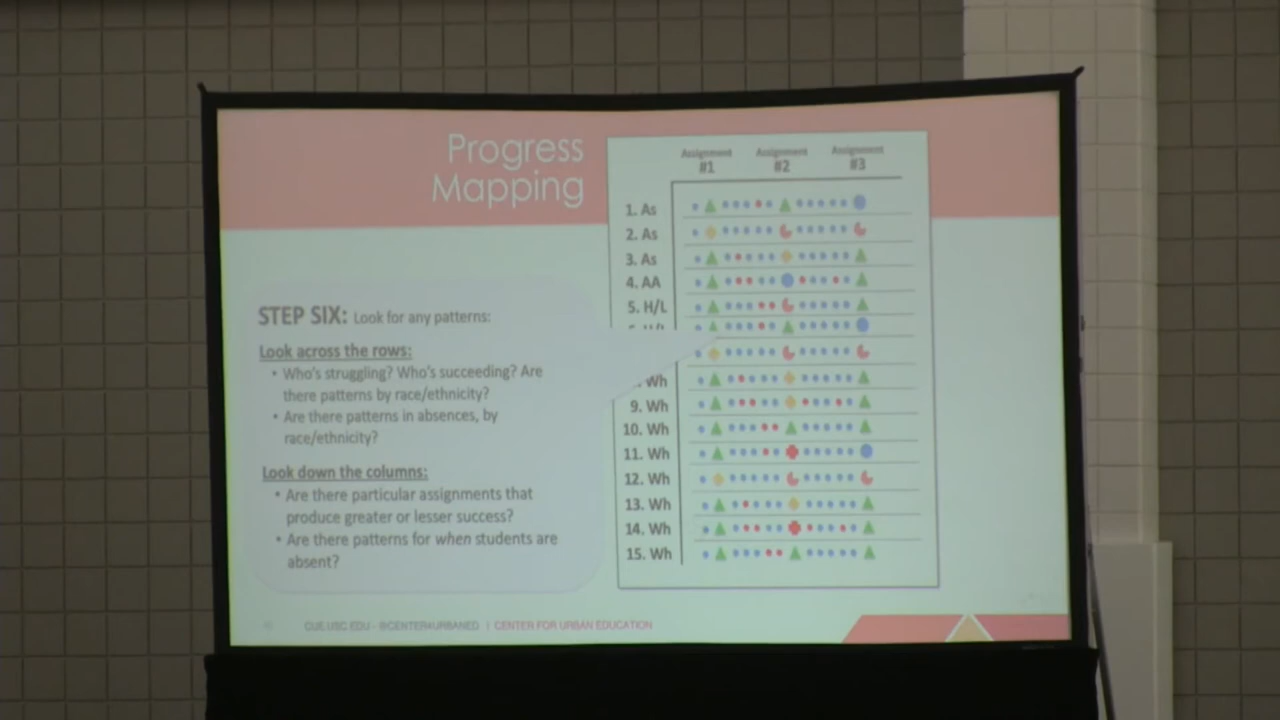 Progress
Mapping
Assignment Assignment Assignment
#1 #2 #3
1. As
2. As
3. As
4. AA
5. H/L
Wh
9. Wh
10. Wh
11. Wh
12. Wh
13. Wh
14. Wh
15. Wh
STEP SIX: Look for any patterns:
Look across the rows:
• Who's struggling? Who's succeeding? Are
there patterns by race/ethnicity?
• Are there patterns in absences, by
race/ethnicity?
Look down the columns:
• Are there particular assignments that
produce greater or lesser success?
• Are there patterns for when students are
absent?
CUE.USC.EDU - @CENTER4URBANED | CENTER FOR URBAN EDUCATION